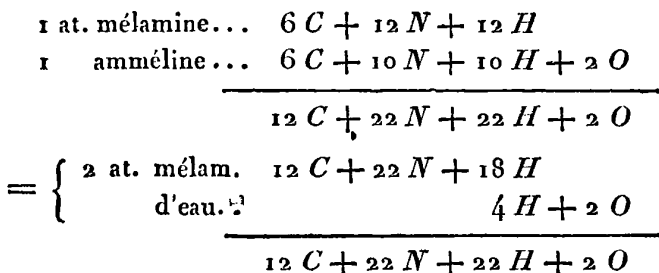 1 at. mélamine... 6 C + 12 N + 12 H
1 amméline... 6 C + 10 N + 10 H + 2 O
12 C + 22 N + 22 H + 2 O
= { 2 at. mélam. 12 C + 22 N + 18 H
d'eau. 4 H + 2 O
12 C + 22 N + 22 H + 2 O